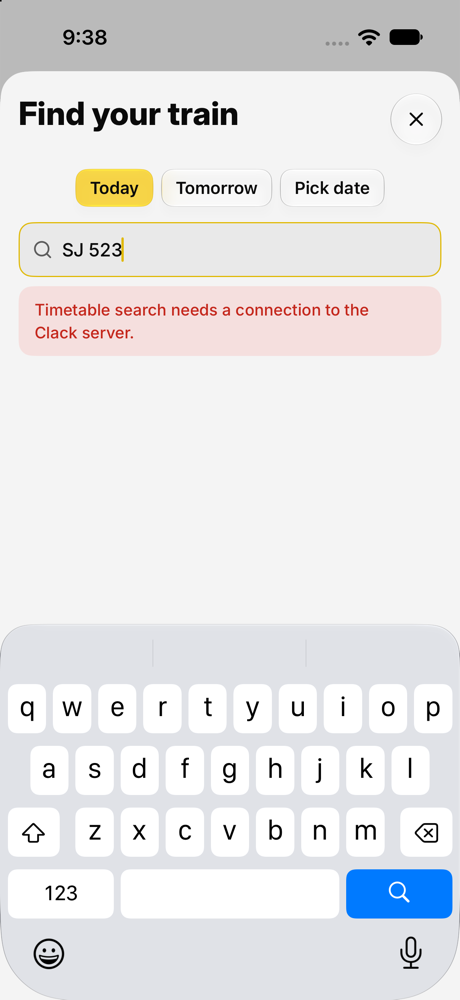 9:38
Find your train
Today Tomorrow Pick date
SJ 523
Timetable search needs a connection to the
Clack server.
q w e r t y u i o p
a s d f g h j k l
z x c v b n m
123